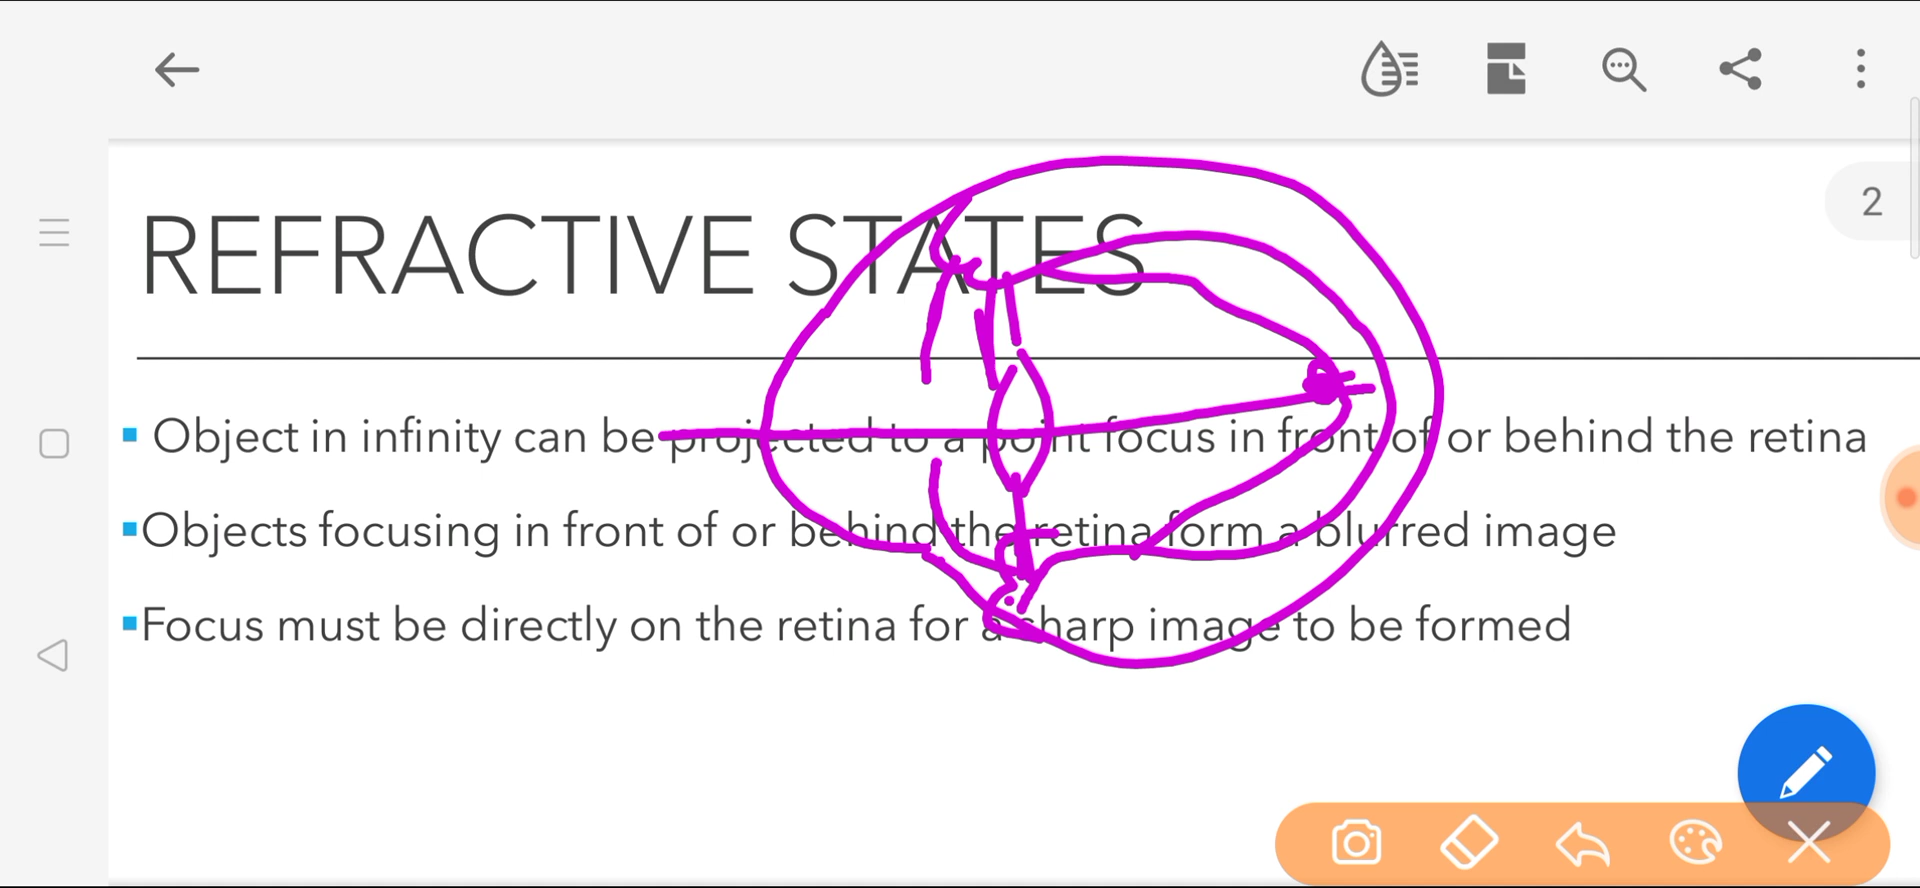 2
REFRACTIVE STATES
Object in infinity can be projected to a point focus in front of or behind the retina
Objects focusing in front of or behind the retina form a blurred image
Focus must be directly on the retina for a sharp image to be formed